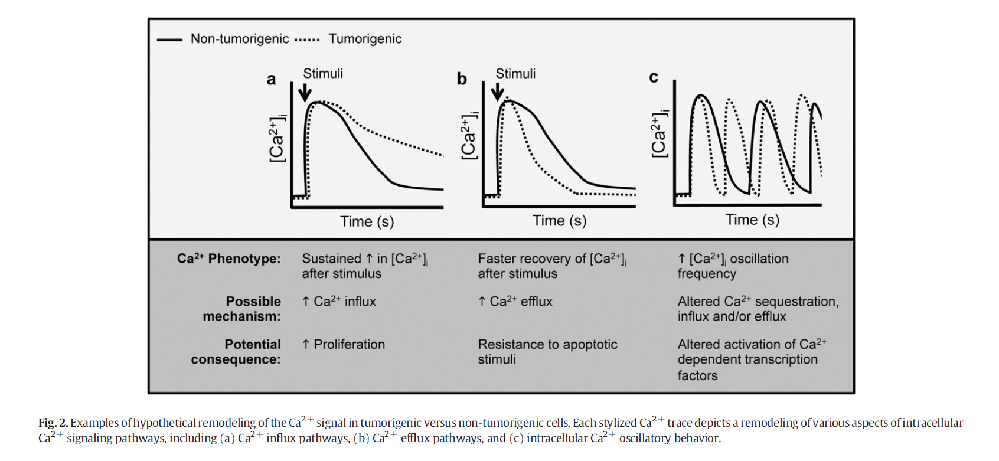 Non-tumorigenic Tumorigenic
a Stimuli
[Ca²⁺]ᵢ
Time (s)
b Stimuli
[Ca²⁺]ᵢ
Time (s)
c
[Ca²⁺]ᵢ
Time (s)
Ca²⁺ Phenotype:
Sustained ↑ in [Ca²⁺]ᵢ
after stimulus
Faster recovery of [Ca²⁺]ᵢ
after stimulus
↑ [Ca²⁺]ᵢ oscillation
frequency
Possible
mechanism:
↑ Ca²⁺ influx
↑ Ca²⁺ efflux
Altered Ca²⁺ sequestration,
influx and/or efflux
Potential
consequence:
↑ Proliferation
Resistance to apoptotic
stimuli
Altered activation of Ca²⁺
dependent transcription
factors
Fig. 2. Examples of hypothetical remodeling of the Ca²⁺ signal in tumorigenic versus non-tumorigenic cells. Each stylized Ca²⁺ trace depicts a remodeling of various aspects of intracellular
Ca²⁺ signaling pathways, including (a) Ca²⁺ influx pathways, (b) Ca²⁺ efflux pathways, and (c) intracellular Ca²⁺ oscillatory behavior.